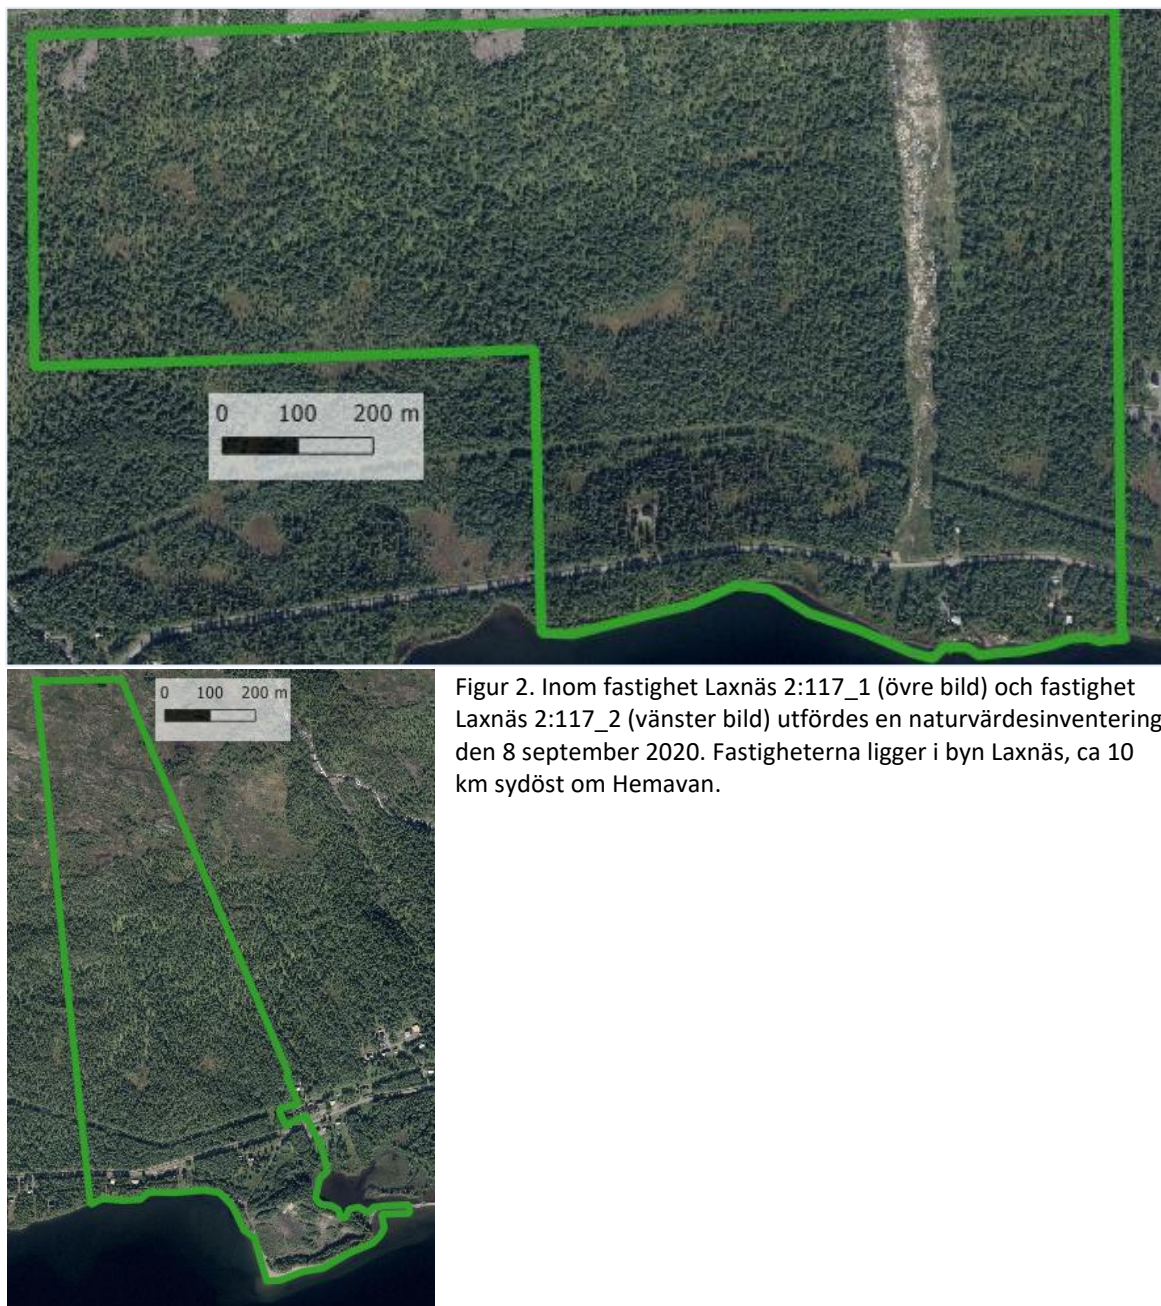 0 100 200 m
0 100 200 m
Figur 2. Inom fastighet Laxnäs 2:117_1 (övre bild) och fastighet
Laxnäs 2:117_2 (vänster bild) utfördes en naturvärdesinventering
den 8 september 2020. Fastigheterna ligger i byn Laxnäs, ca 10
km sydöst om Hemavan.